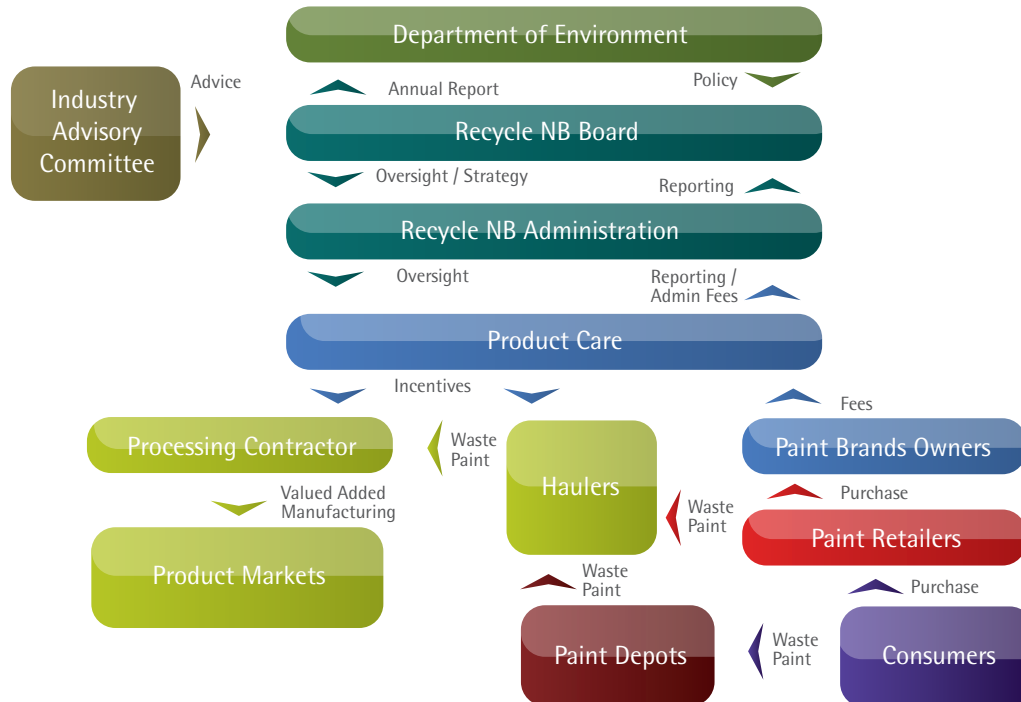 Department of Environment
Industry
Advisory
Committee
Advice
Annual Report
Policy
Recycle NB Board
Oversight / Strategy
Reporting
Recycle NB Administration
Oversight
Reporting /
Admin Fees
Product Care
Incentives
Fees
Processing Contractor
Waste
Paint
Haulers
Paint Brands Owners
Valued Added
Manufacturing
Purchase
Waste
Paint
Paint Retailers
Product Markets
Waste
Paint
Purchase
Paint Depots
Waste
Paint
Consumers